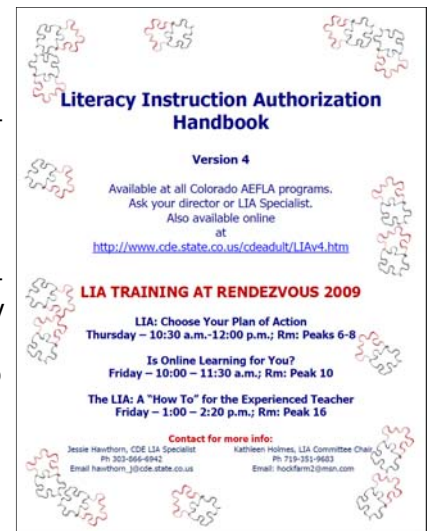 Literacy Instruction Authorization
Handbook
Version 4
Available at all Colorado AEFLA programs.
Ask your director or LIA Specialist.
Also available online
at
http://www.cde.state.co.us/cdeadult/LIAv4.htm
LIA TRAINING AT RENDEZVOUS 2009
LIA: Choose Your Plan of Action
Thursday – 10:30 a.m.-12:00 p.m.; Rm: Peaks 6-8
Is Online Learning for You?
Friday – 10:00 – 11:30 a.m.; Rm: Peak 10
The LIA: A “How To” for the Experienced Teacher
Friday – 1:00 – 2:20 p.m.; Rm: Peak 16
Contact for more info:
Jessie Hawthorn, CDE LIA Specialist
Ph 303-866-6942
Email hawthorn_j@cde.state.co.us
Kathleen Holmes, LIA Committee Chair
Ph 719-351-9683
Email: hockfarm2@msn.com